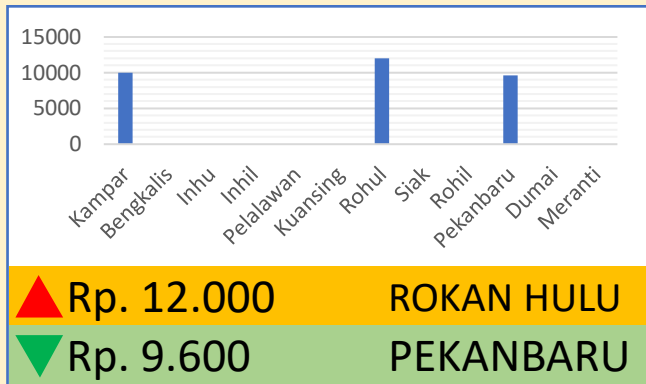 15000
10000
5000
0
Kampar
Bengkalis
Inhu
Inhil
Pelalawan
Kuansing
Rohul
Siak
Rohil
Pekanbaru
Dumai
Meranti
Rp. 12.000 ROKAN HULU
Rp. 9.600 PEKANBARU